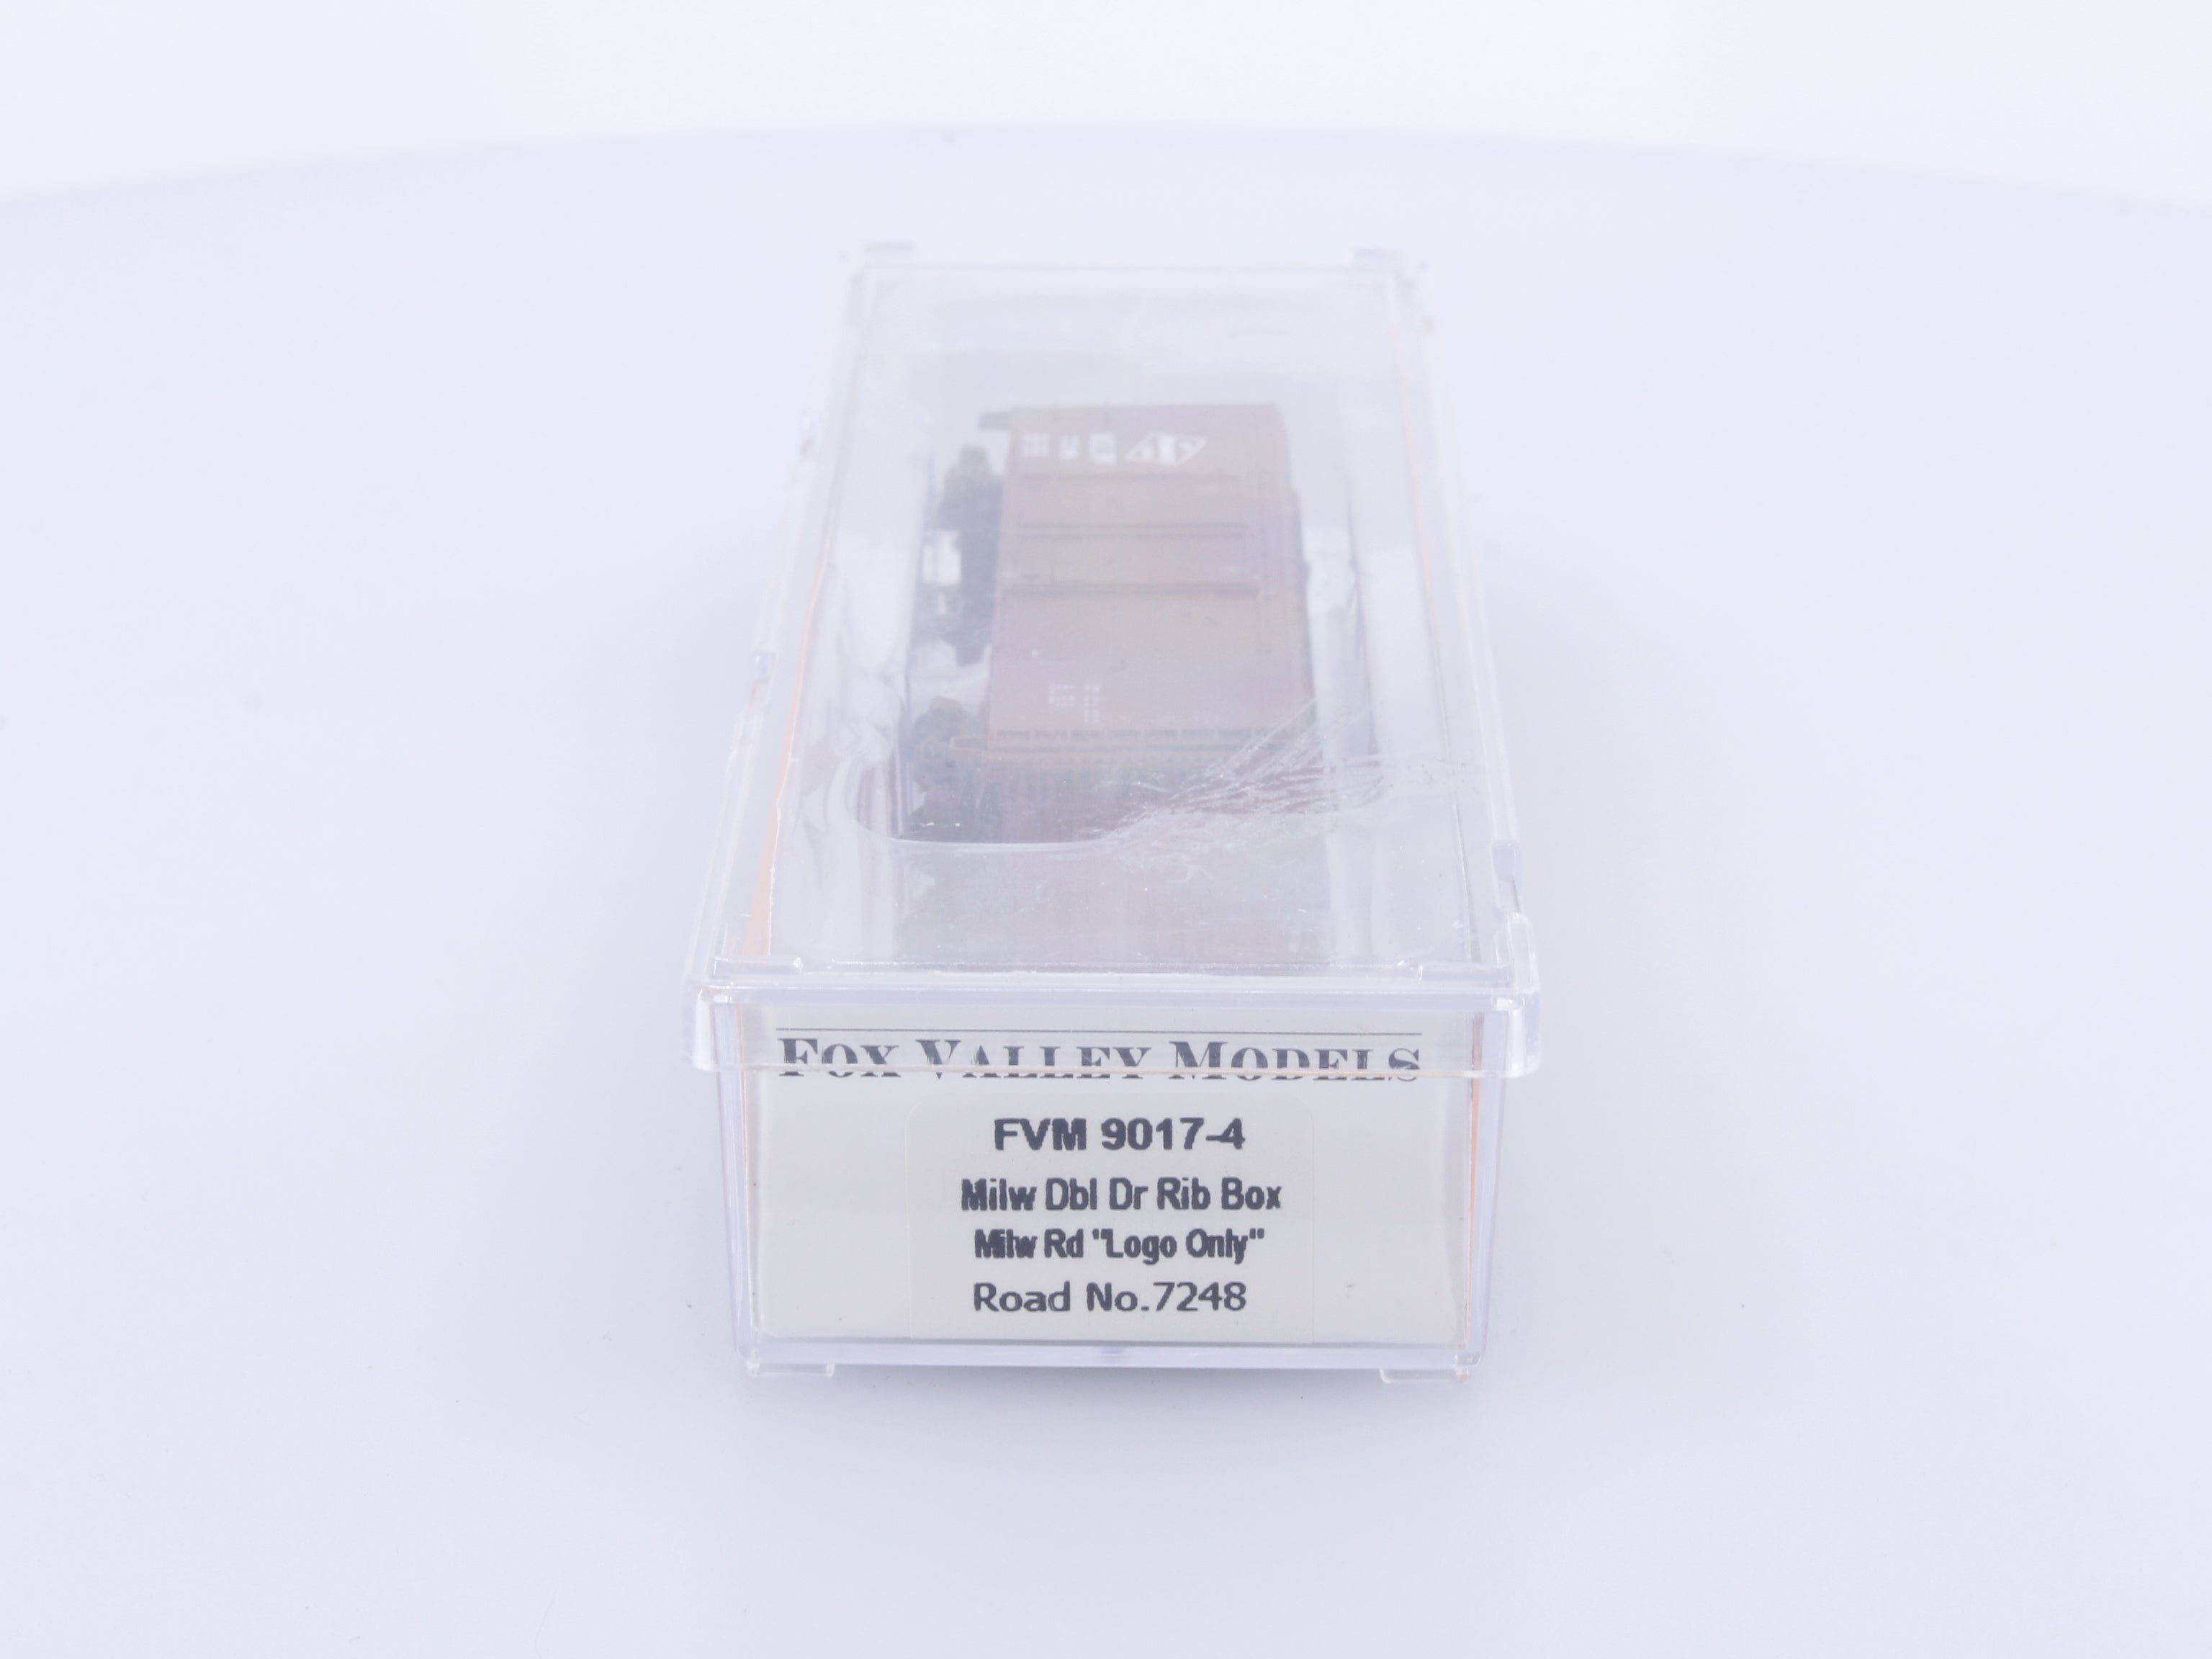 FOX VALLEY MODELS
FVM 9017-4
Milw Dbl Dr Rib Box
Milw Rd "Logo Only"
Road No.7248